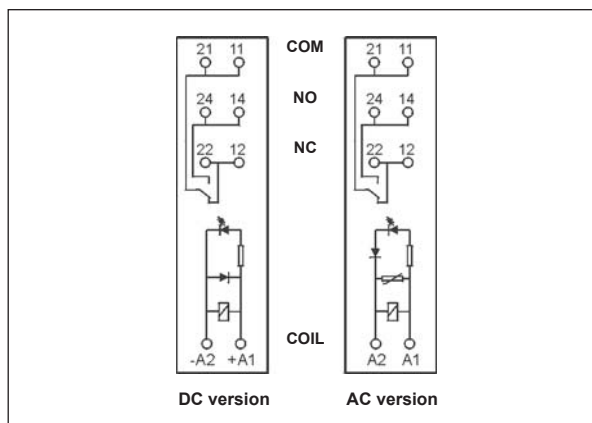 21 11 COM 21 11
24 14 NO 24 14
22 12 NC 22 12
-A2 +A1 COIL A2 A1
DC version AC version